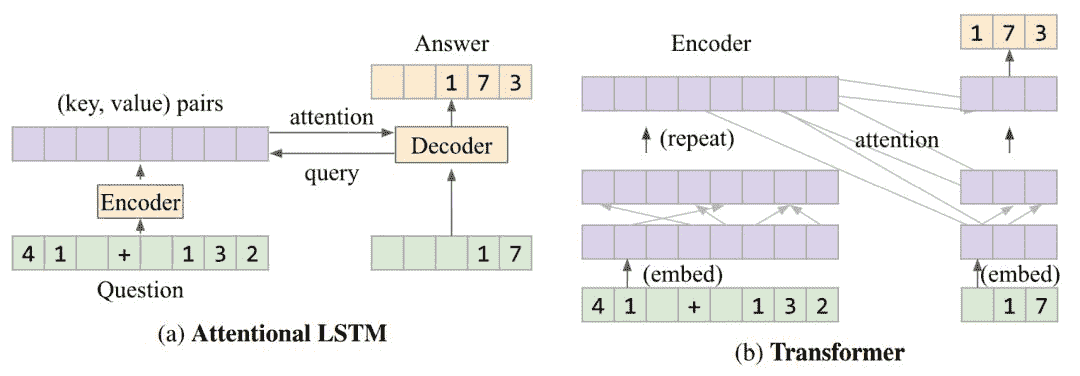 Answer
1 7 3
(key, value) pairs
attention
Decoder
query
Encoder
4 1 + 1 3 2
1 7
Question
(a) Attentional LSTM
1 7 3
Encoder
(repeat)
attention
(embed)
(embed)
4 1 + 1 3 2
1 7
(b) Transformer